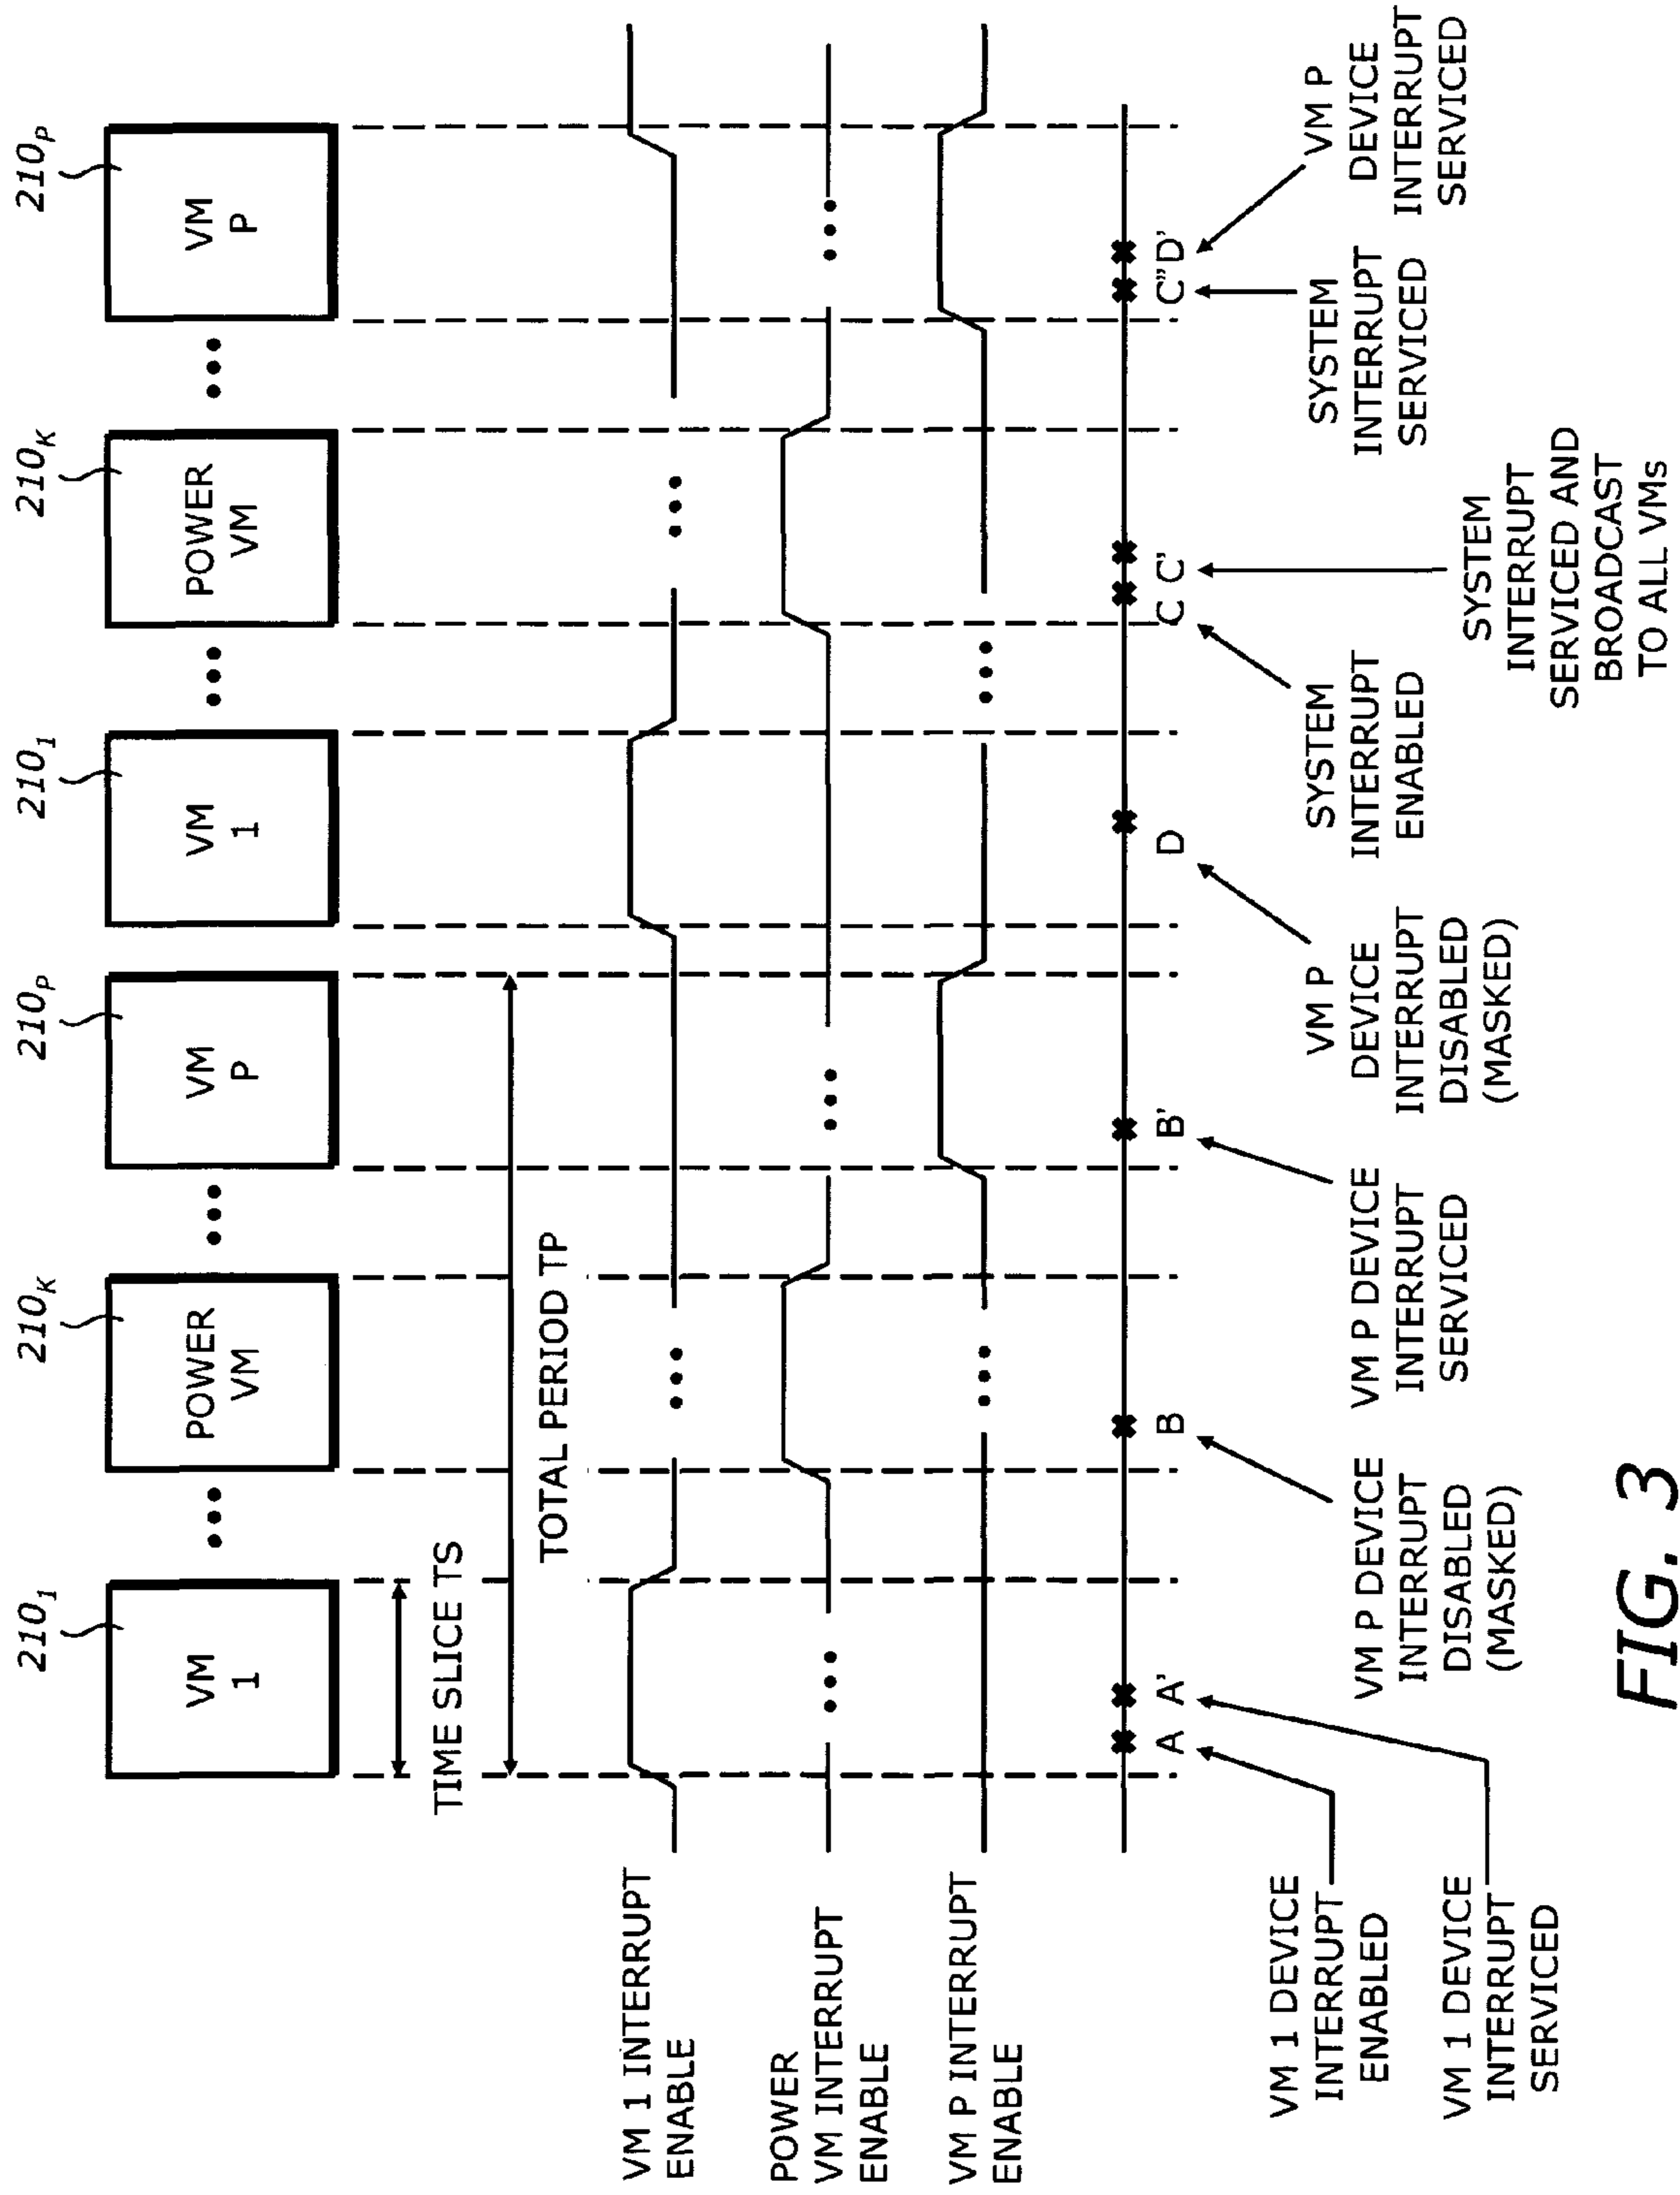 210₁
210ₖ
210ₚ
210₁
210ₖ
210ₚ
VM
1
•••
POWER
VM
•••
VM
P
VM
1
•••
POWER
VM
•••
VM
P
TIME SLICE TS
TOTAL PERIOD TP
VM 1 INTERRUPT
ENABLE
•••
•••
POWER
VM INTERRUPT
ENABLE
•••
•••
•••
VM P INTERRUPT
ENABLE
•••
•••
A
A'
B
B'
D
C
C'
C"
D'
VM 1 DEVICE
INTERRUPT
ENABLED
VM 1 DEVICE
INTERRUPT
SERVICED
VM P DEVICE
INTERRUPT
DISABLED
(MASKED)
VM P DEVICE
INTERRUPT
SERVICED
VM P
DEVICE
INTERRUPT
DISABLED
(MASKED)
SYSTEM
INTERRUPT
ENABLED
SYSTEM
INTERRUPT
SERVICED AND
BROADCAST
TO ALL VMs
SYSTEM
INTERRUPT
SERVICED
VM P
DEVICE
INTERRUPT
SERVICED
FIG. 3